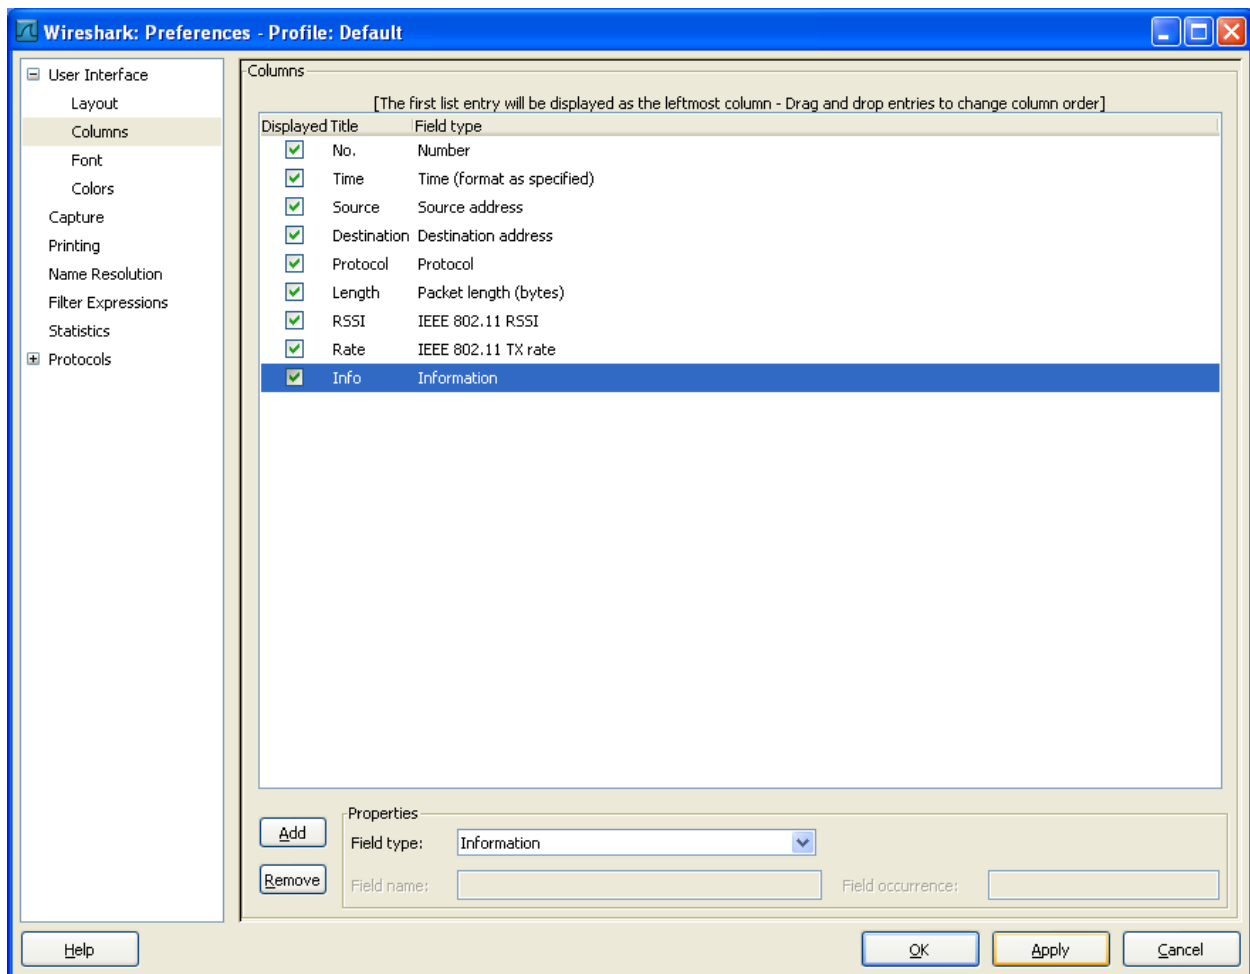 Wireshark: Preferences - Profile: Default
User Interface
Layout
Columns
Font
Colors
Capture
Printing
Name Resolution
Filter Expressions
Statistics
Protocols
Columns
[The first list entry will be displayed as the leftmost column - Drag and drop entries to change column order]
Displayed Title Field type
No. Number
Time Time (format as specified)
Source Source address
Destination Destination address
Protocol Protocol
Length Packet length (bytes)
RSSI IEEE 802.11 RSSI
Rate IEEE 802.11 TX rate
Info Information
Add
Remove
Properties
Field type: Information
Field name: Field occurrence:
Help OK Apply Cancel